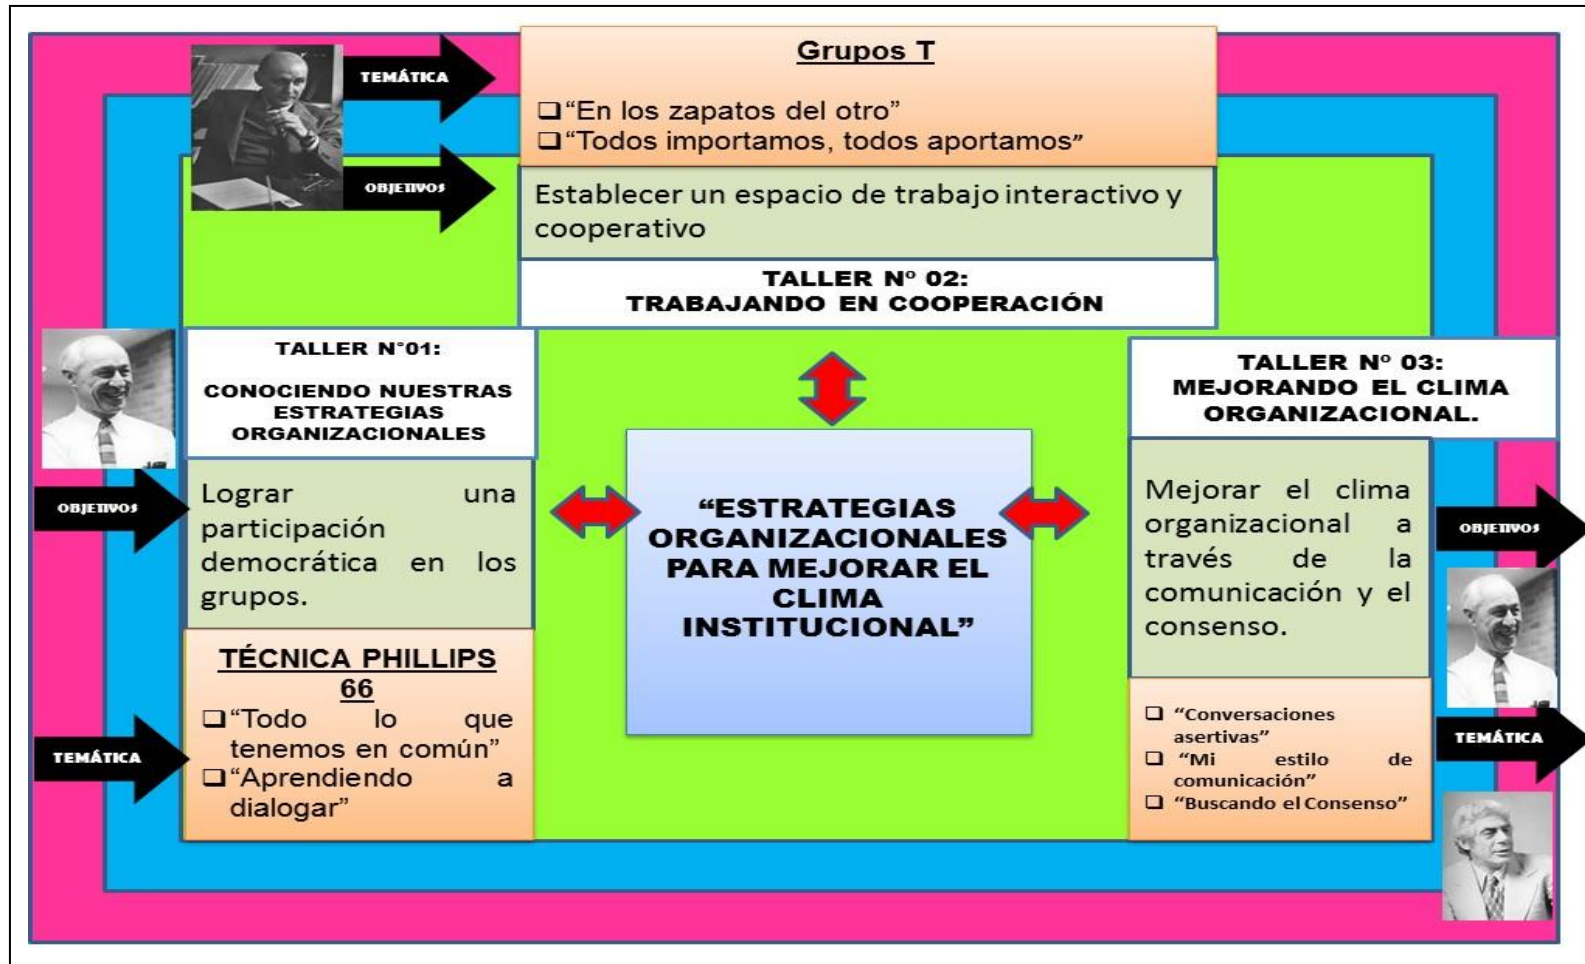 TEMÁTICA
Grupos T
❑“En los zapatos del otro”
❑“Todos importamos, todos aportamos”
OBJETIVOS
Establecer un espacio de trabajo interactivo y
cooperativo
TALLER Nº 02:
TRABAJANDO EN COOPERACIÓN
TALLER N°01:
CONOCIENDO NUESTRAS
ESTRATEGIAS
ORGANIZACIONALES
OBJETIVOS
Lograr una
participación
democrática en los
grupos.
TEMÁTICA
TÉCNICA PHILLIPS
66
❑“Todo lo que
tenemos en común”
❑“Aprendiendo a
dialogar”
“ESTRATEGIAS
ORGANIZACIONALES
PARA MEJORAR EL
CLIMA
INSTITUCIONAL”
TALLER Nº 03:
MEJORANDO EL CLIMA
ORGANIZACIONAL.
Mejorar el clima
organizacional a
través de la
comunicación y el
consenso.
OBJETIVOS
❑ “Conversaciones
asertivas”
❑ “Mi estilo de
comunicación”
❑ “Buscando el Consenso”
TEMÁTICA